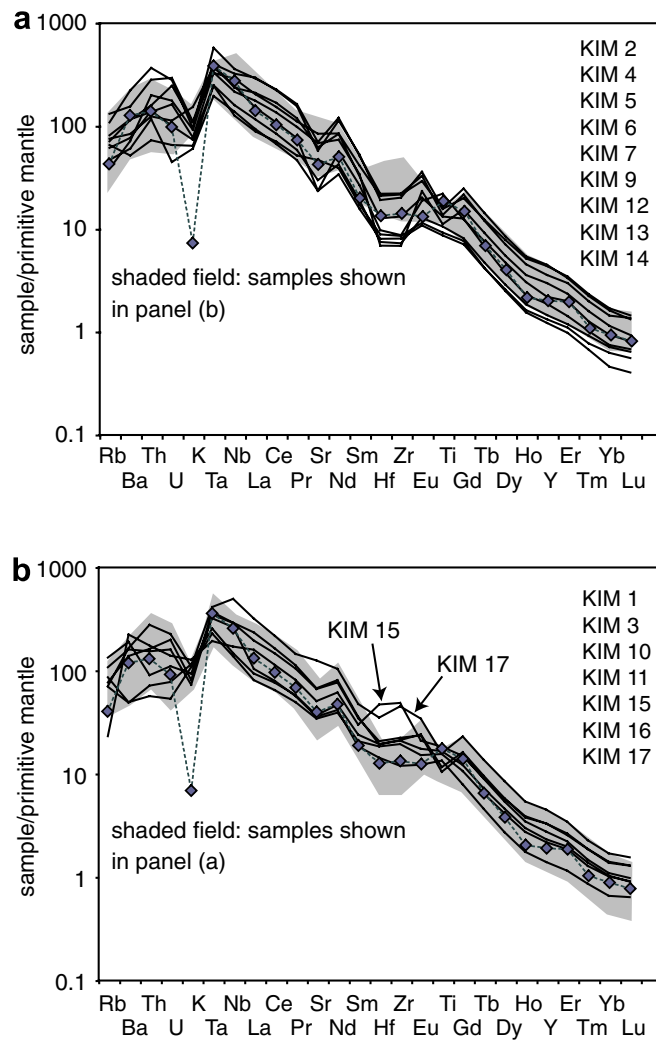 a
1000
100
10
1
0.1
sample/primitive mantle
KIM 2
KIM 4
KIM 5
KIM 6
KIM 7
KIM 9
KIM 12
KIM 13
KIM 14
shaded field: samples shown
in panel (b)
Rb Th K Nb Ce Sr Sm Zr Ti Tb Ho Er Yb
Ba U Ta La Pr Nd Hf Eu Gd Dy Y Tm Lu
b
1000
100
10
1
0.1
sample/primitive mantle
KIM 15
KIM 17
KIM 1
KIM 3
KIM 10
KIM 11
KIM 15
KIM 16
KIM 17
shaded field: samples shown
in panel (a)
Rb Th K Nb Ce Sr Sm Zr Ti Tb Ho Er Yb
Ba U Ta La Pr Nd Hf Eu Gd Dy Y Tm Lu